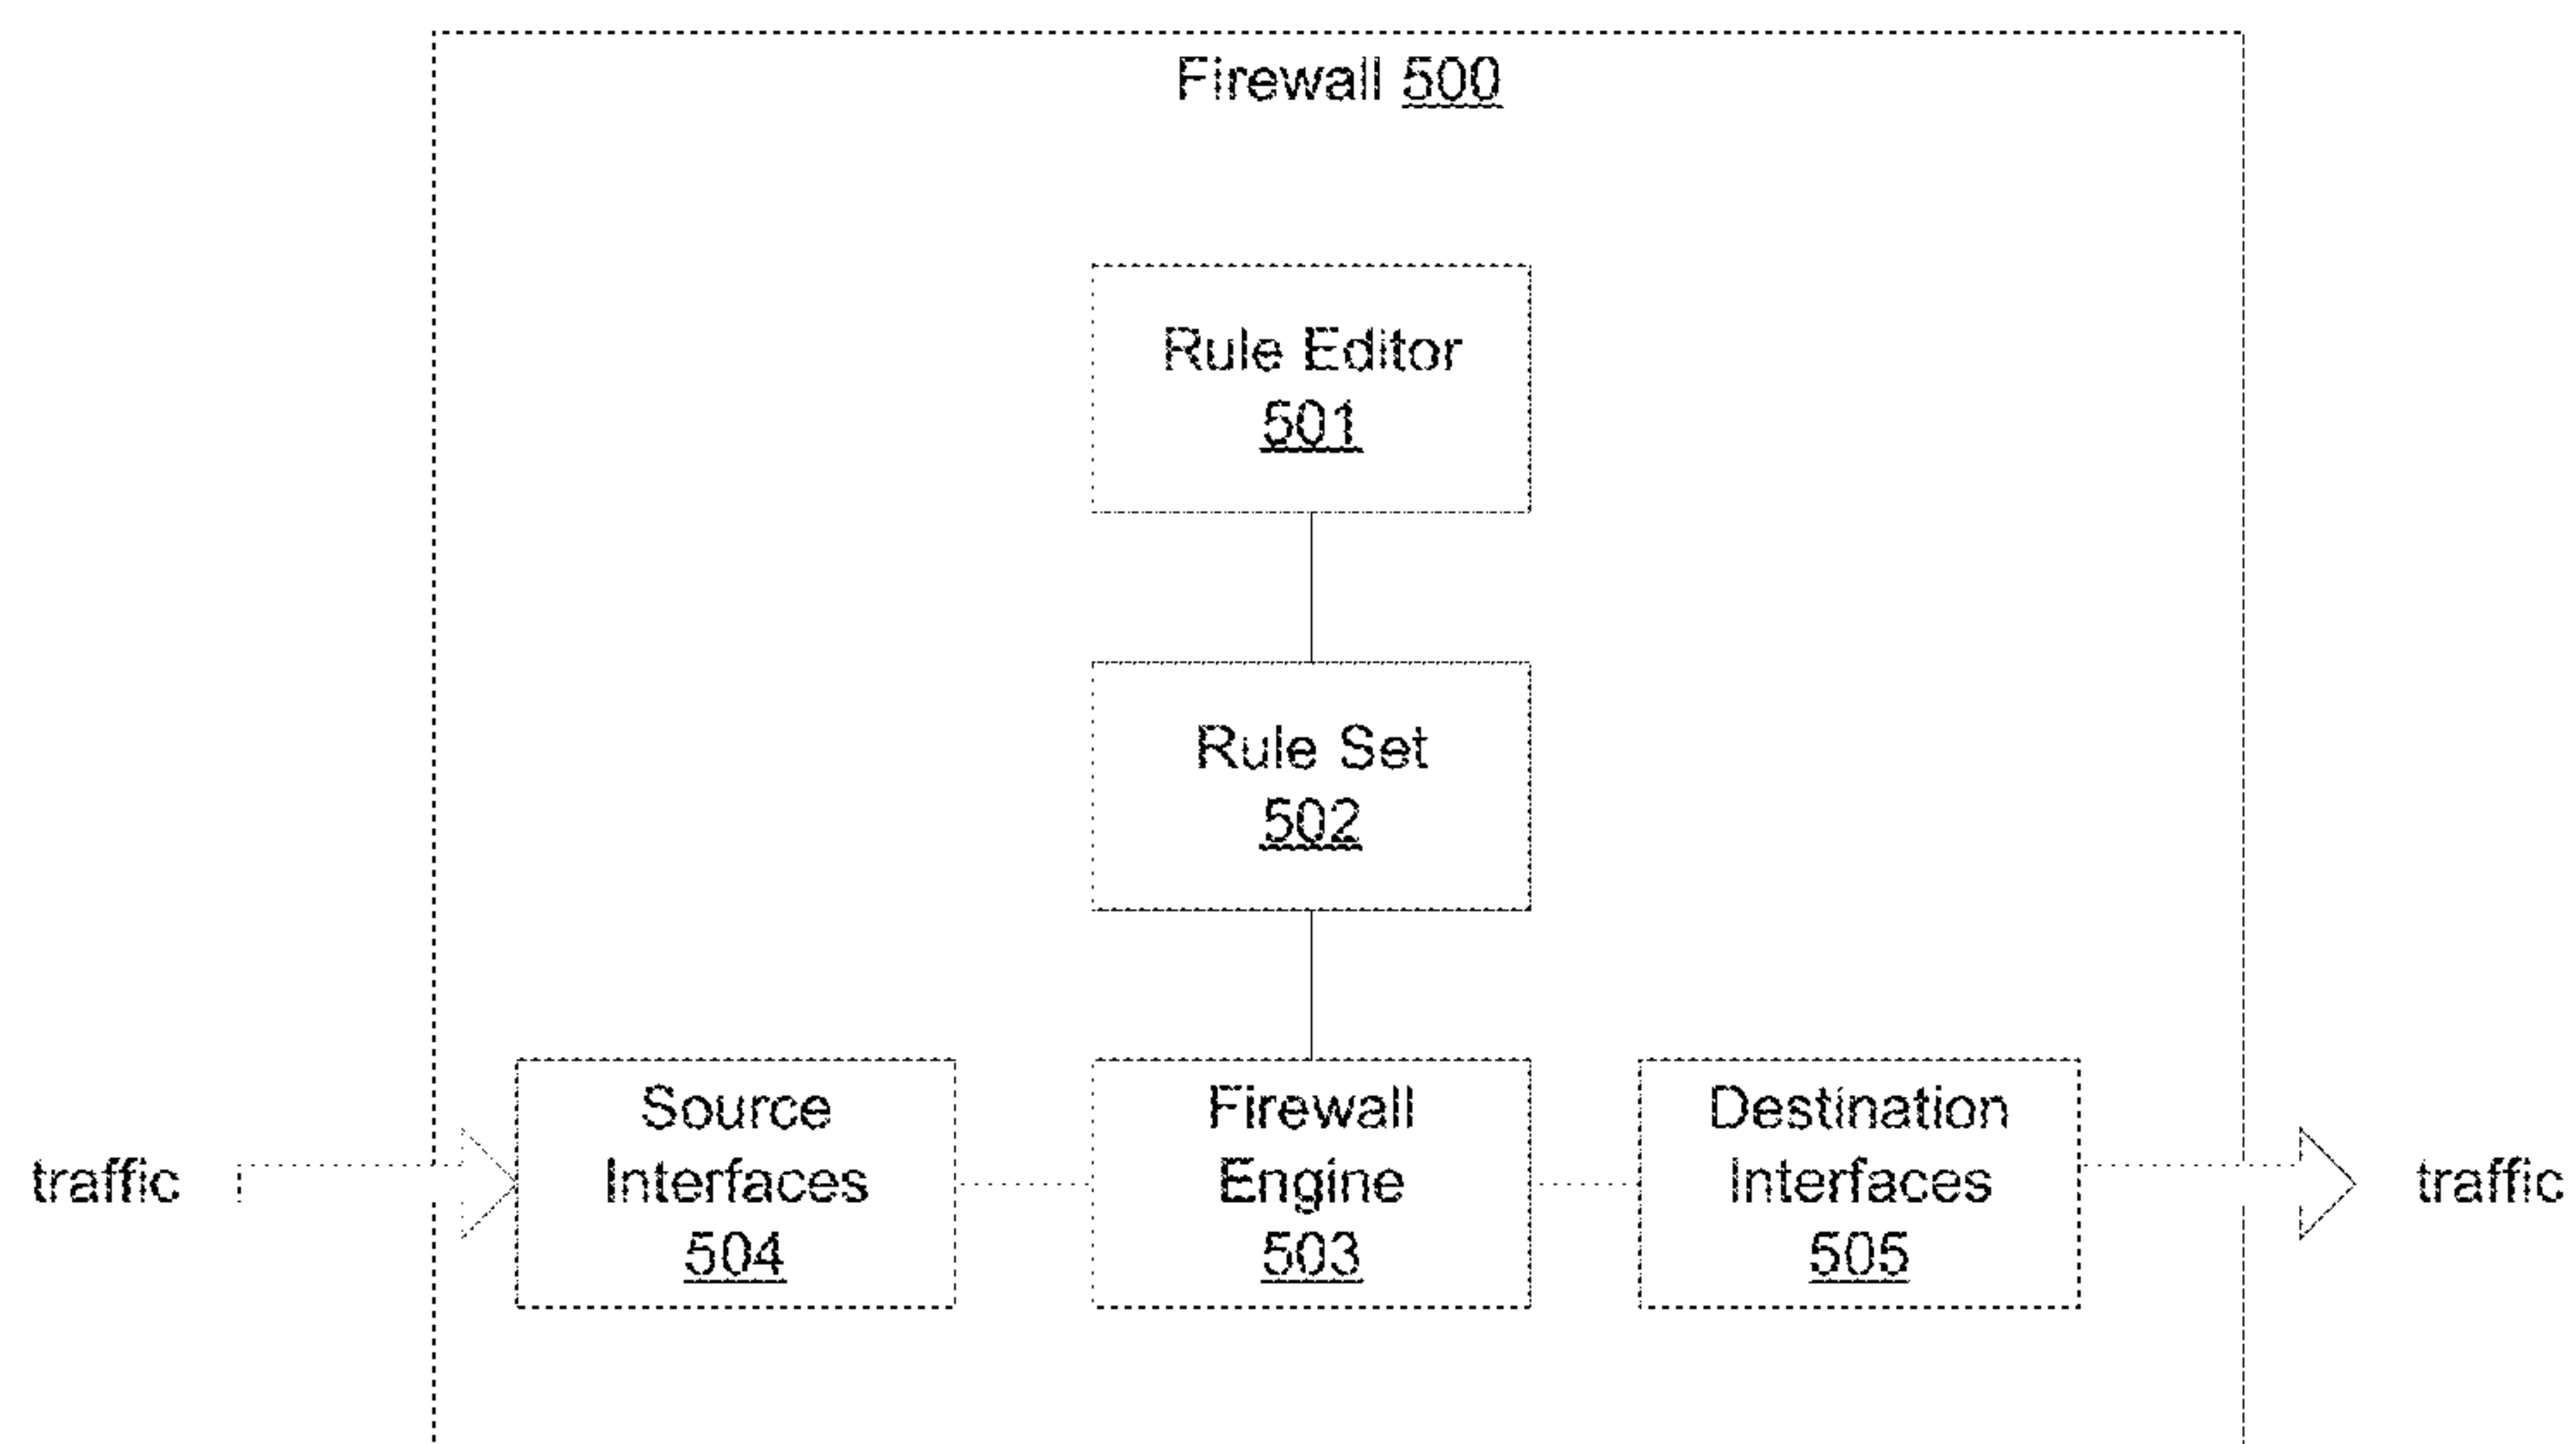 Firewall 500
Rule Editor
501
Rule Set
502
traffic
Source
Interfaces
504
Firewall
Engine
503
Destination
Interfaces
505
traffic